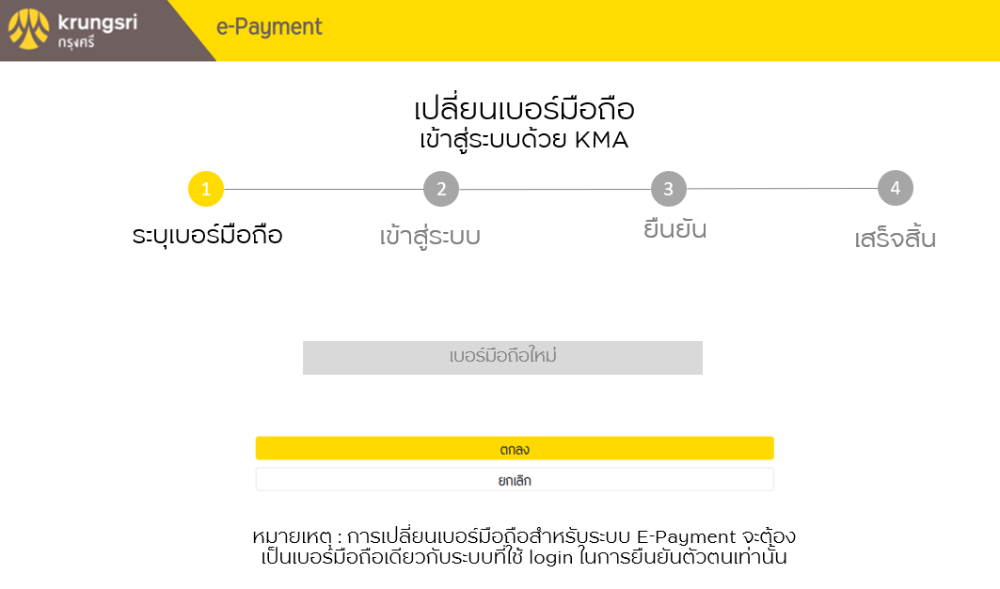 krungsri
กรุงศรี
e-Payment
เปลี่ยนเบอร์มือถือ
เข้าสู่ระบบด้วย KMA
1 2 3 4
ระบุเบอร์มือถือ เข้าสู่ระบบ ยืนยัน เสร็จสิ้น
เบอร์มือถือใหม่
ตกลง
ยกเลิก
หมายเหตุ : การเปลี่ยนเบอร์มือถือสำหรับระบบ E-Payment จะต้อง
เป็นเบอร์มือถือเดียวกับระบบที่ใช้ login ในการยืนยันตัวตนเท่านั้น